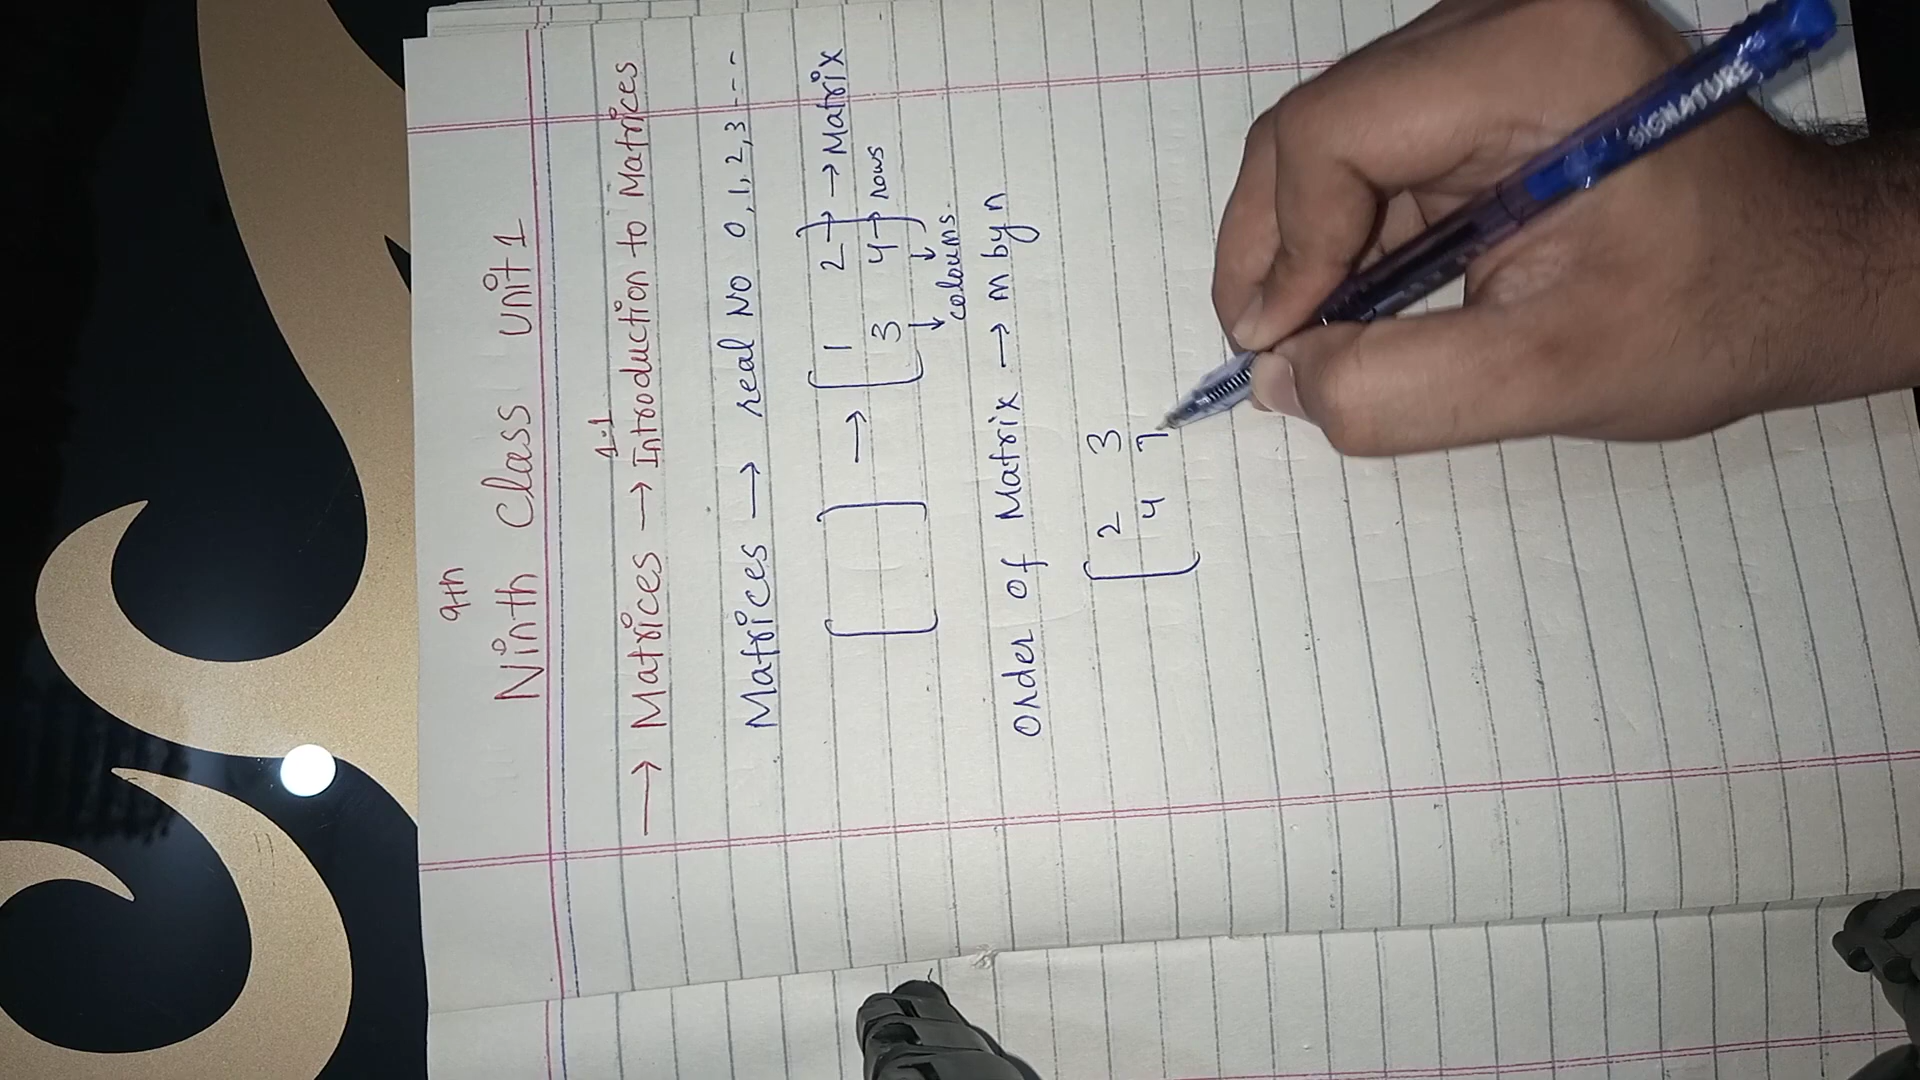 9th
Ninth Class Unit 1
1.1
→ Matrices → Introduction to Matrices
Matrices → real No 0, 1, 2, 3 ---
[ ] → [1 2 → → Matrix
3 4] → rows
↓ ↓
coloums.
Order of Matrix → m by n
[2 3
4 7
SIGNATURE